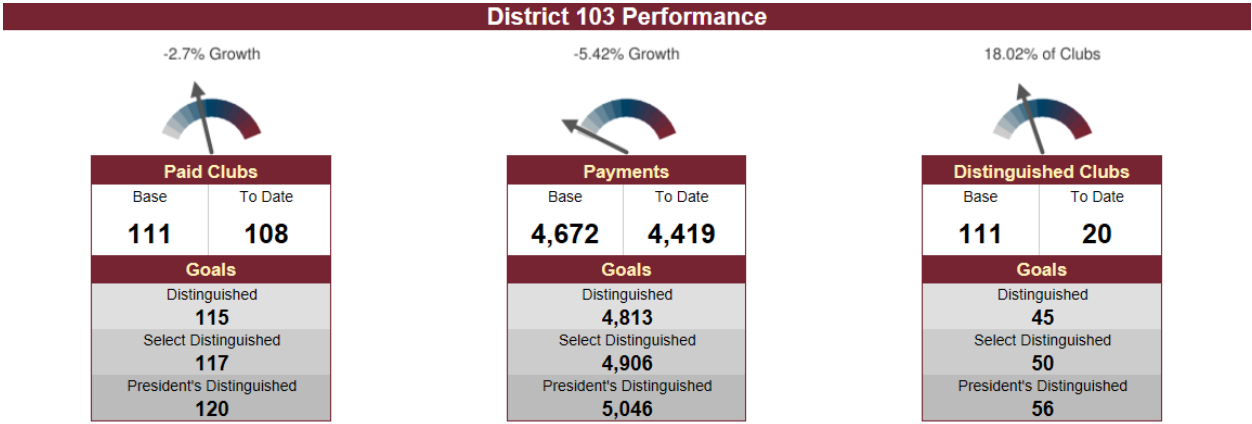 District 103 Performance
-2.7% Growth
-5.42% Growth
18.02% of Clubs
Paid Clubs
Base To Date
111 108
Goals
Distinguished
115
Select Distinguished
117
President's Distinguished
120
Payments
Base To Date
4,672 4,419
Goals
Distinguished
4,813
Select Distinguished
4,906
President's Distinguished
5,046
Distinguished Clubs
Base To Date
111 20
Goals
Distinguished
45
Select Distinguished
50
President's Distinguished
56